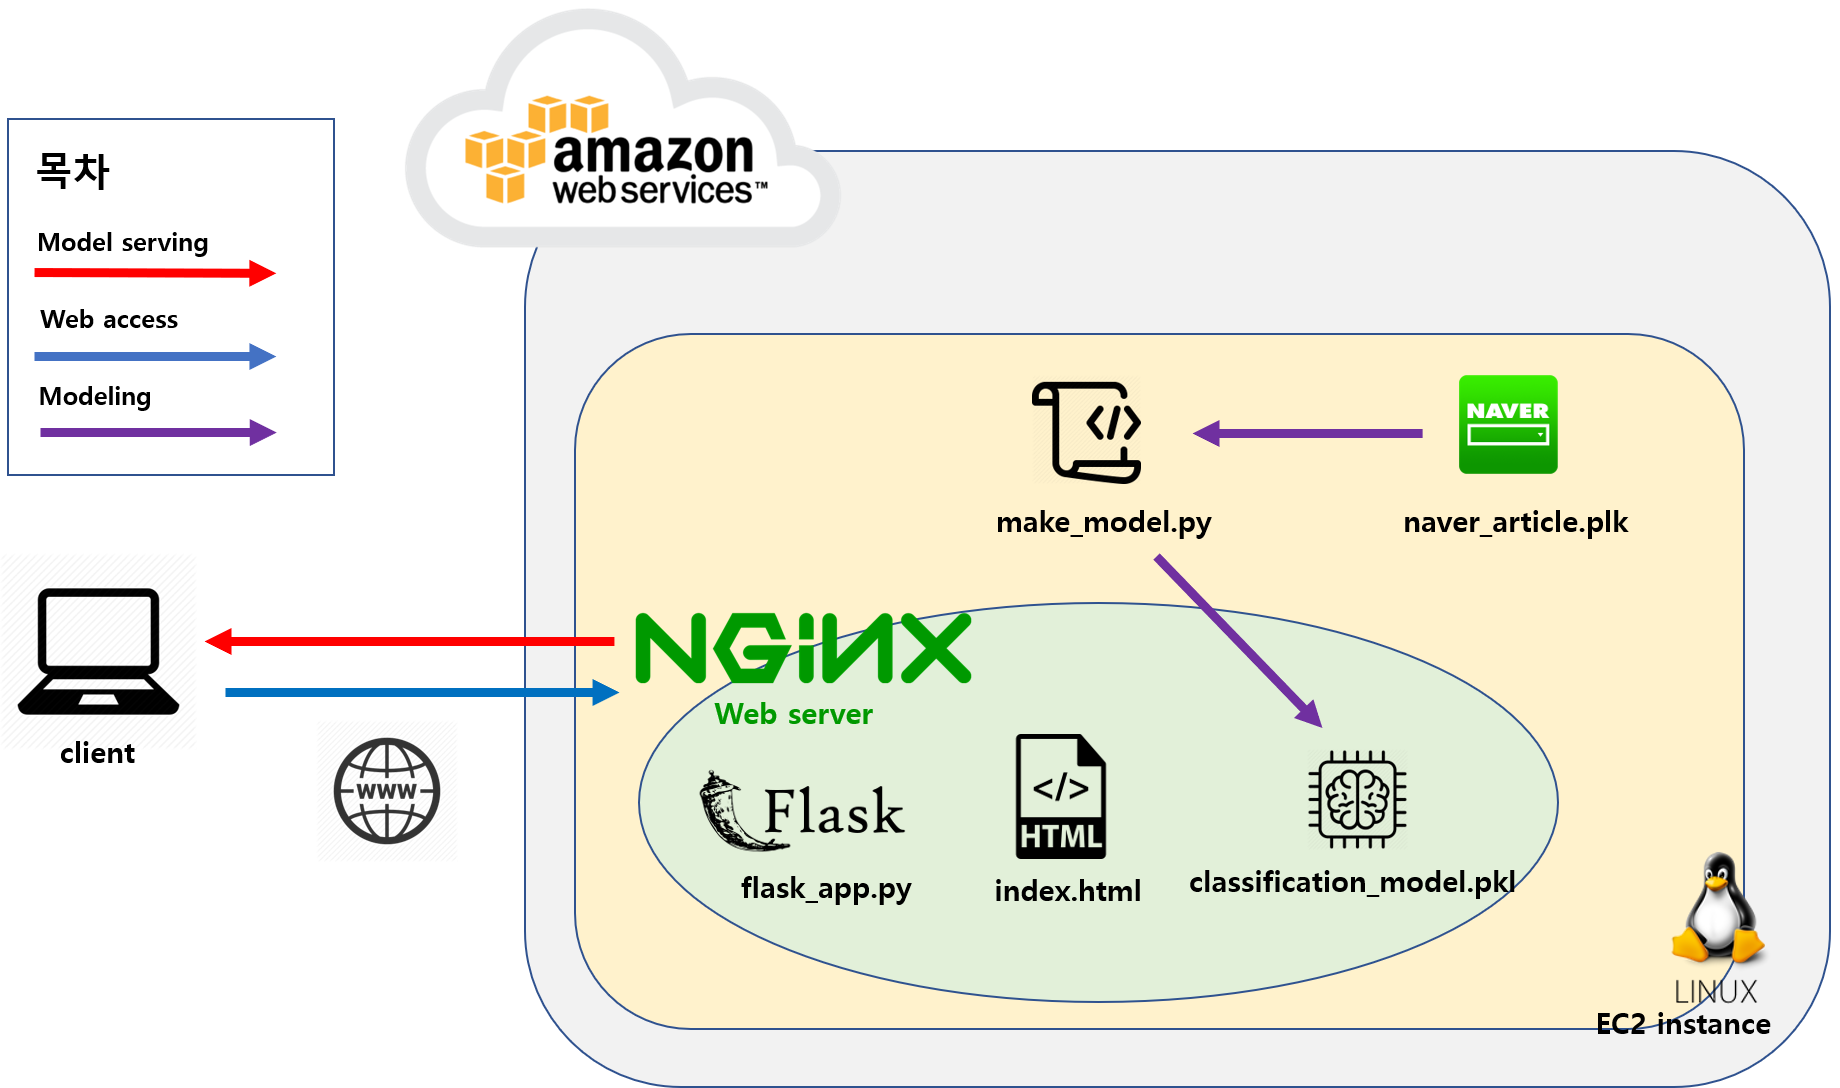 amazon
web services™
목차
Model serving
Web access
Modeling
NAVER
make_model.py
naver_article.plk
NGINX
Web server
client
WWW
Flask
</>
HTML
flask_app.py
index.html
classification_model.pkl
LINUX
EC2 instance